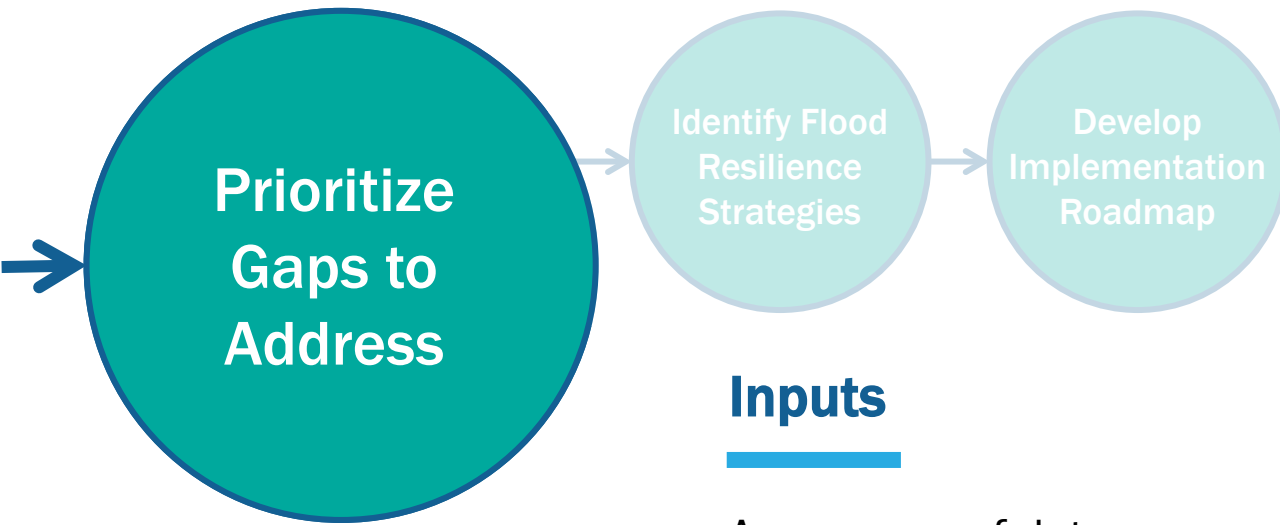 Prioritize
Gaps to
Address
Identify Flood
Resilience
Strategies
Develop
Implementation
Roadmap
Inputs